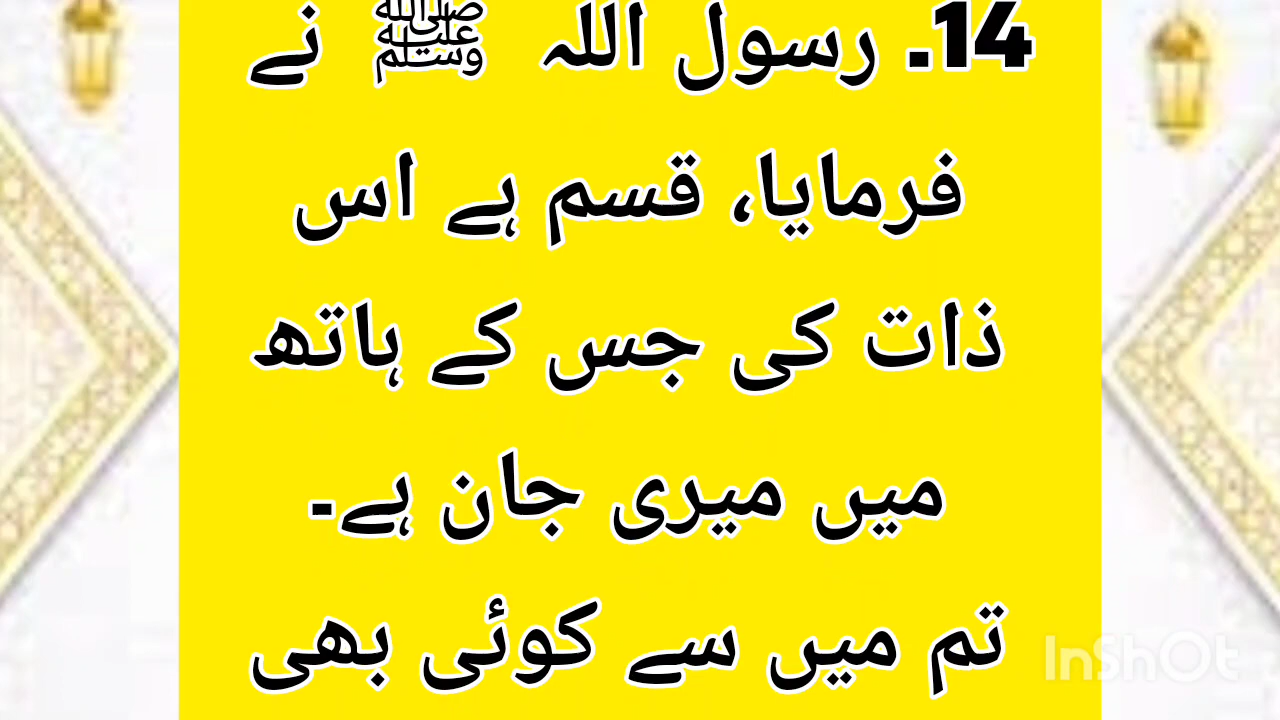 14. رسول اللہ ﷺ نے
فرمایا، قسم ہے اس
ذات کی جس کے ہاتھ
میں میری جان ہے۔
تم میں سے کوئی بھی
InShOt